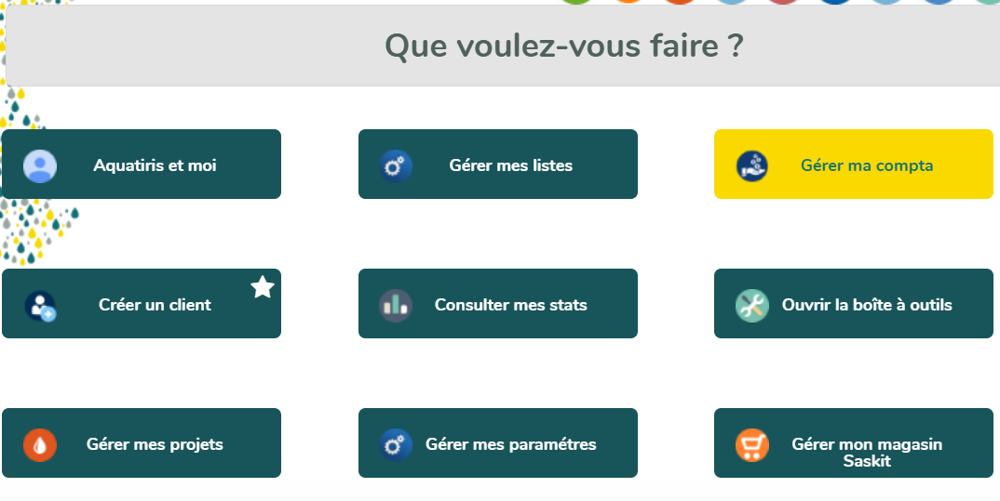 Que voulez-vous faire ?
Aquatiris et moi
Gérer mes listes
Gérer ma compta
Créer un client
Consulter mes stats
Ouvrir la boîte à outils
Gérer mes projets
Gérer mes paramétres
Gérer mon magasin
Saskit